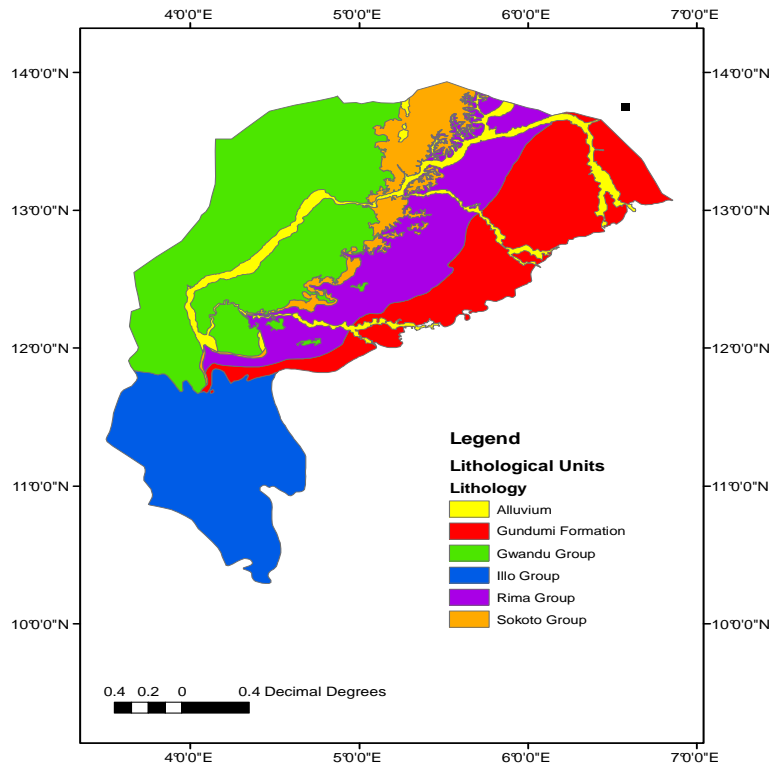 4°0'0"E 5°0'0"E 6°0'0"E 7°0'0"E
14°0'0"N 14°0'0"N
13°0'0"N 13°0'0"N
12°0'0"N 12°0'0"N
Legend
Lithological Units
Lithology
11°0'0"N 11°0'0"N
Alluvium
Gundumi Formation
Gwandu Group
Illo Group
Rima Group
Sokoto Group
10°0'0"N 10°0'0"N
0.4 0.2 0 0.4 Decimal Degrees
4°0'0"E 5°0'0"E 6°0'0"E 7°0'0"E